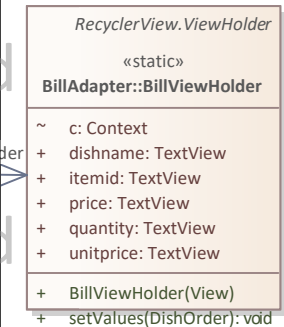 RecyclerView.ViewHolder
«static»
BillAdapter::BillViewHolder
~ c: Context
+ dishname: TextView
+ itemid: TextView
+ price: TextView
+ quantity: TextView
+ unitprice: TextView
+ BillViewHolder(View)
+ setValues(DishOrder): void